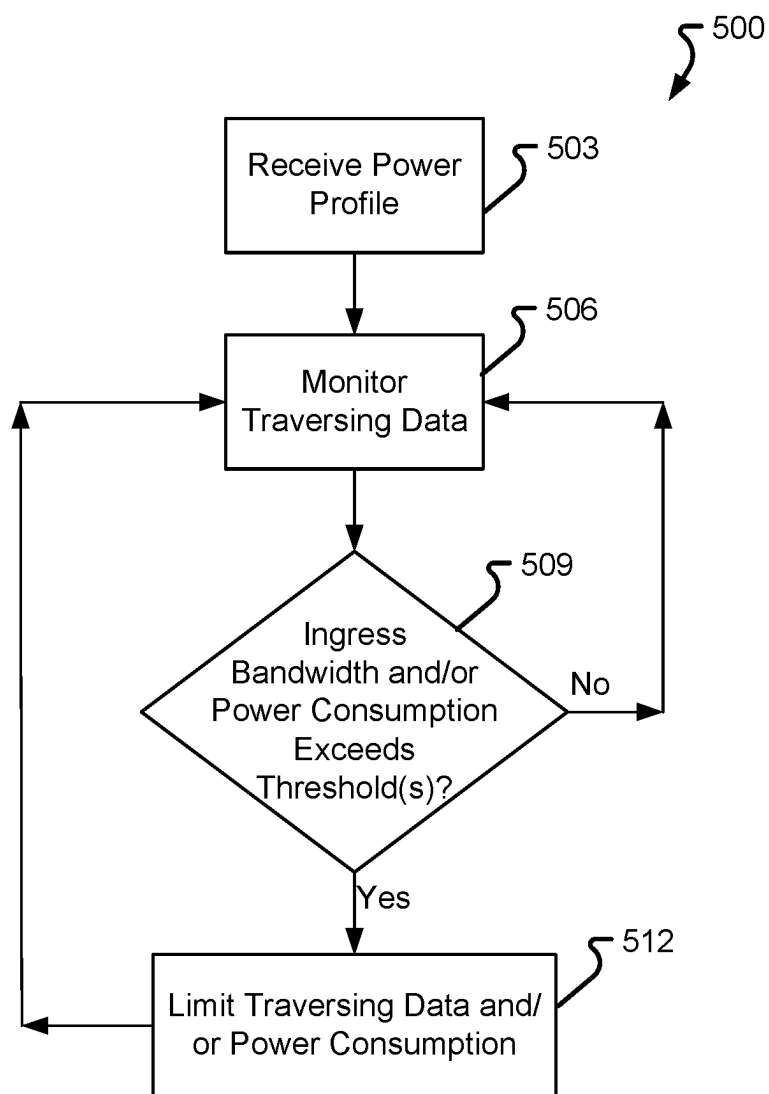 500
Receive Power
Profile
503
Monitor
Traversing Data
506
Ingress
Bandwidth and/or
Power Consumption
Exceeds
Threshold(s)?
509
No
Yes
Limit Traversing Data and/
or Power Consumption
512